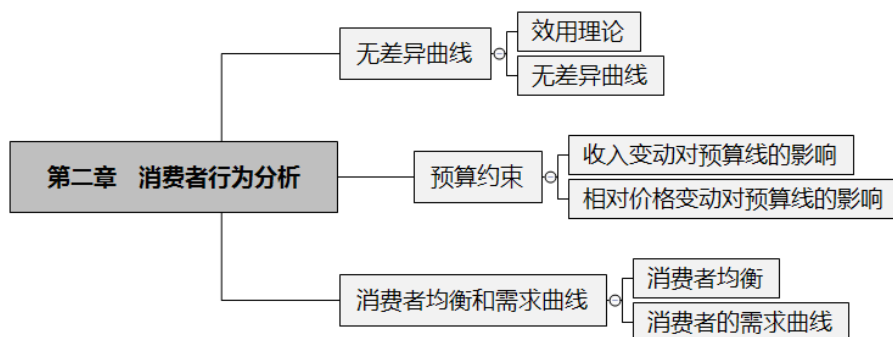 第二章　消费者行为分析
无差异曲线
效用理论
无差异曲线
预算约束
收入变动对预算线的影响
相对价格变动对预算线的影响
消费者均衡和需求曲线
消费者均衡
消费者的需求曲线